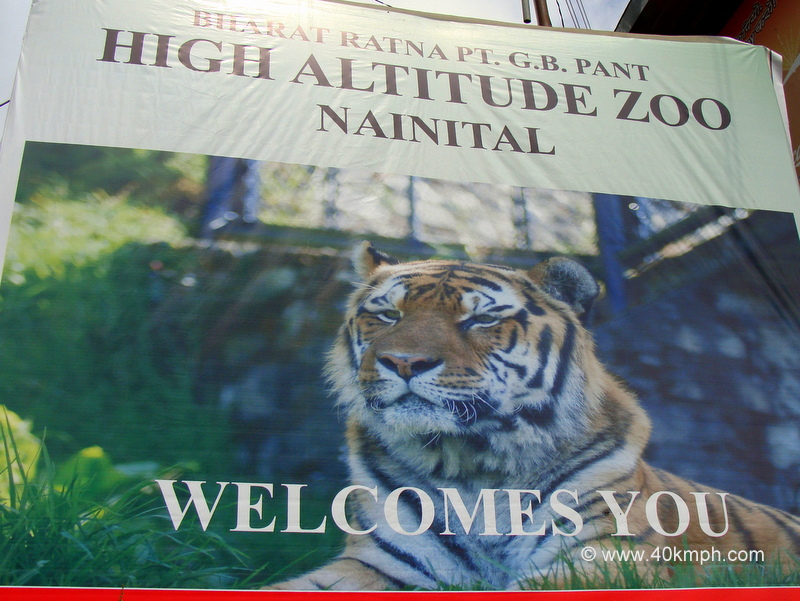 BHARAT RATNA PT. G.B. PANT
HIGH ALTITUDE ZOO
NAINITAL
WELCOMES YOU
© www.40kmph.com